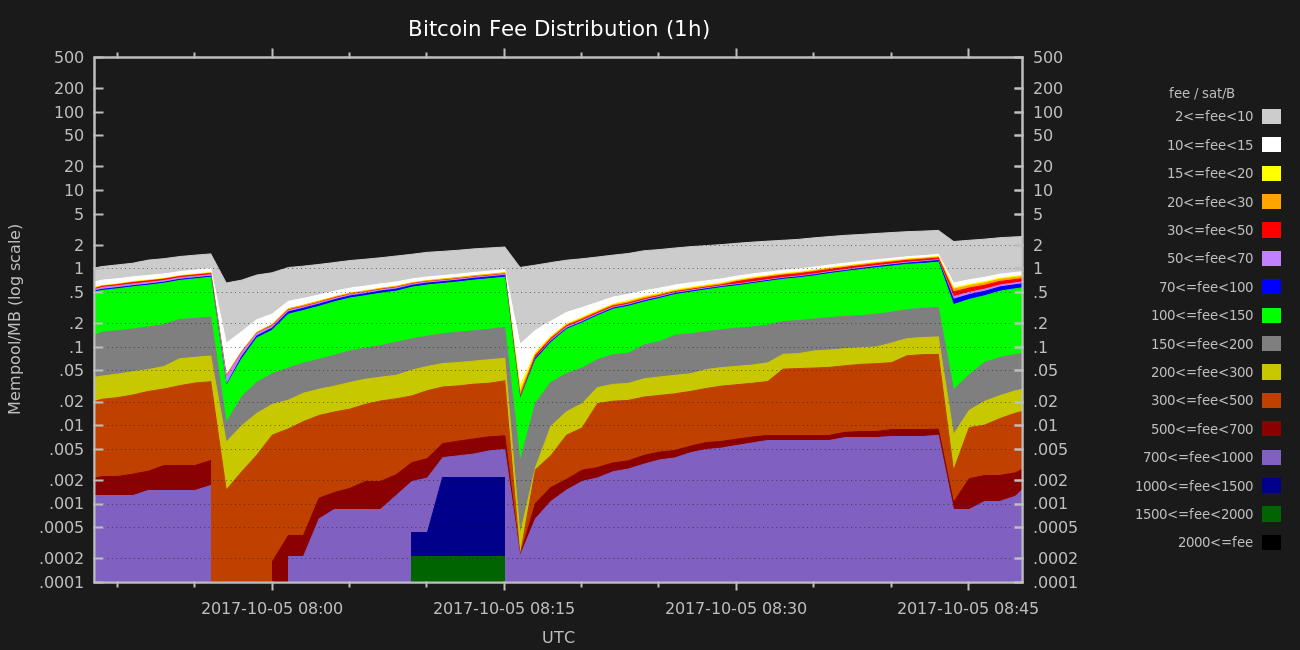 Bitcoin Fee Distribution (1h)
Mempool/MB (log scale)
500
200
100
50
20
10
5
2
1
.5
.2
.1
.05
.02
.01
.005
.002
.001
.0005
.0002
.0001
500
200
100
50
20
10
5
2
1
.5
.2
.1
.05
.02
.01
.005
.002
.001
.0005
.0002
.0001
2017-10-05 08:00 2017-10-05 08:15 2017-10-05 08:30 2017-10-05 08:45
UTC
fee / sat/B
2<=fee<10
10<=fee<15
15<=fee<20
20<=fee<30
30<=fee<50
50<=fee<70
70<=fee<100
100<=fee<150
150<=fee<200
200<=fee<300
300<=fee<500
500<=fee<700
700<=fee<1000
1000<=fee<1500
1500<=fee<2000
2000<=fee